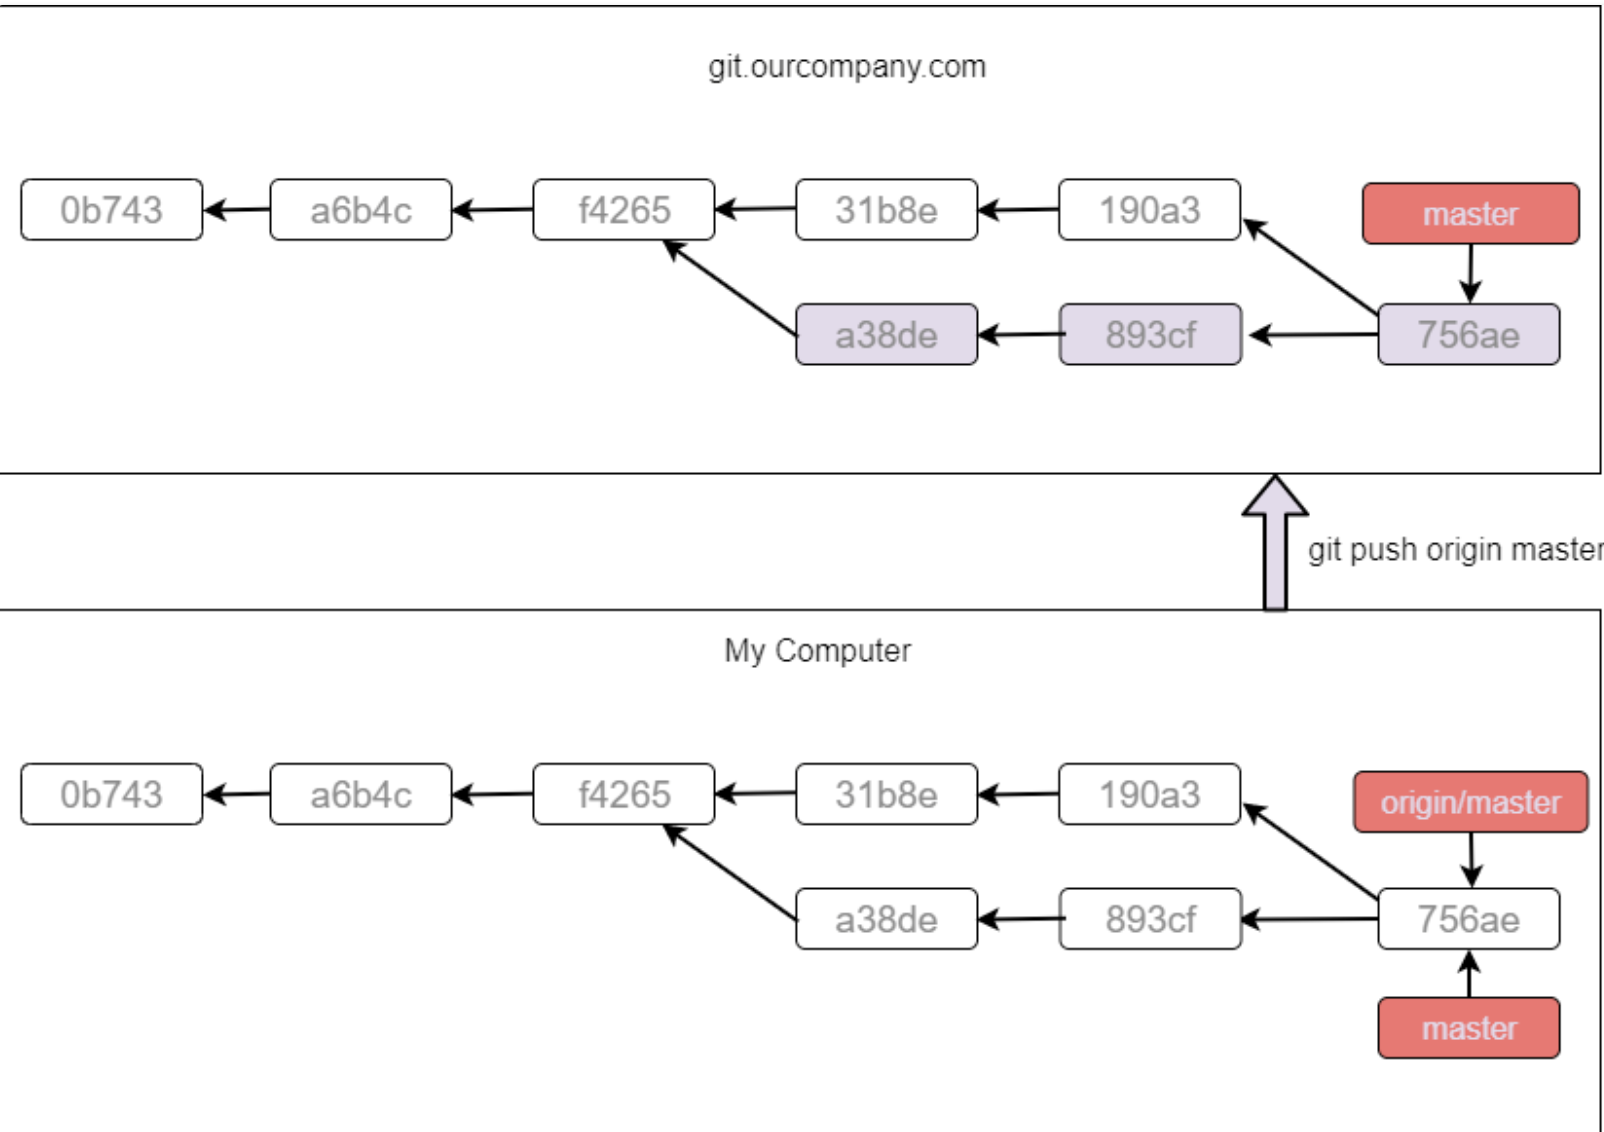 git.ourcompany.com
0b743
a6b4c
f4265
31b8e
190a3
master
a38de
893cf
756ae
git push origin master
My Computer
0b743
a6b4c
f4265
31b8e
190a3
origin/master
a38de
893cf
756ae
master